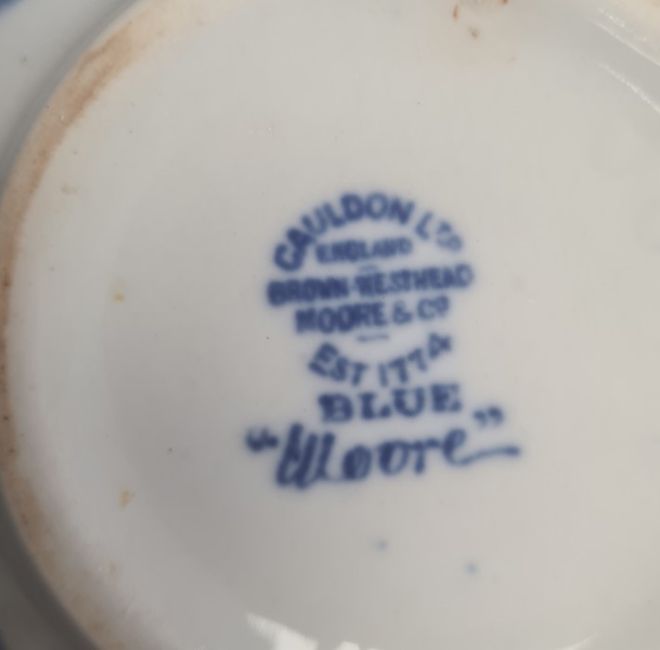 CAULDON LTD
ENGLAND
BROWN-WESTHEAD
MOORE & CO
EST 1774
BLUE
"Moore"